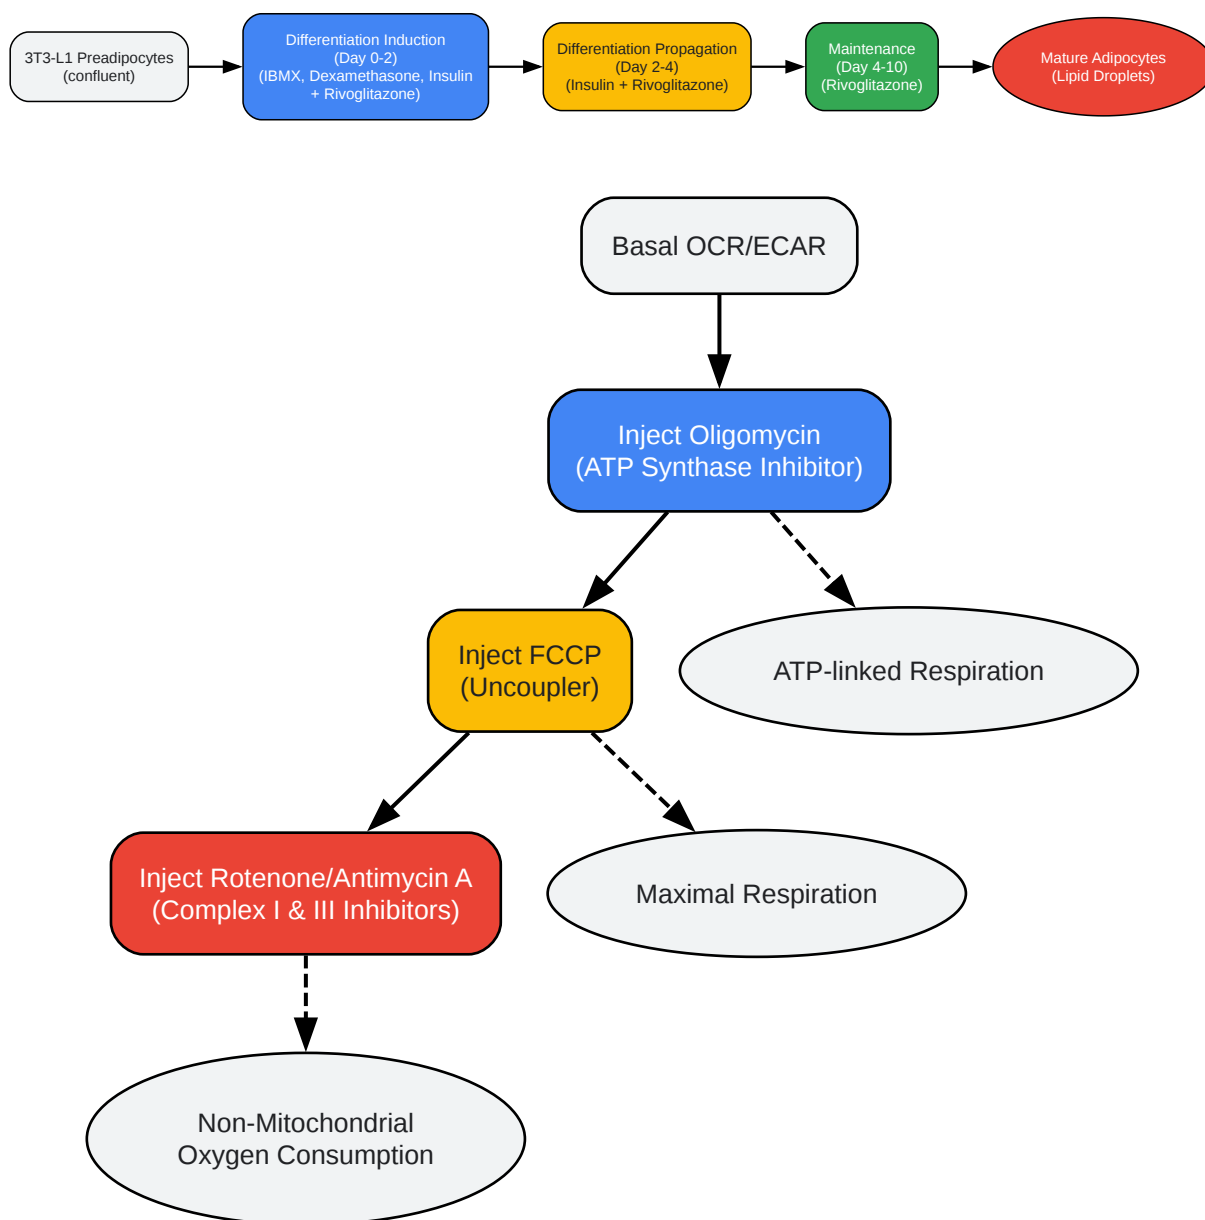 3T3-L1 Preadipocytes
(confluent)
Differentiation Induction
(Day 0-2)
(IBMX, Dexamethasone, Insulin
+ Rivoglitazone)
Differentiation Propagation
(Day 2-4)
(Insulin + Rivoglitazone)
Maintenance
(Day 4-10)
(Rivoglitazone)
Mature Adipocytes
(Lipid Droplets)
Basal OCR/ECAR
Inject Oligomycin
(ATP Synthase Inhibitor)
Inject FCCP
(Uncoupler)
ATP-linked Respiration
Inject Rotenone/Antimycin A
(Complex I & III Inhibitors)
Maximal Respiration
Non-Mitochondrial
Oxygen Consumption